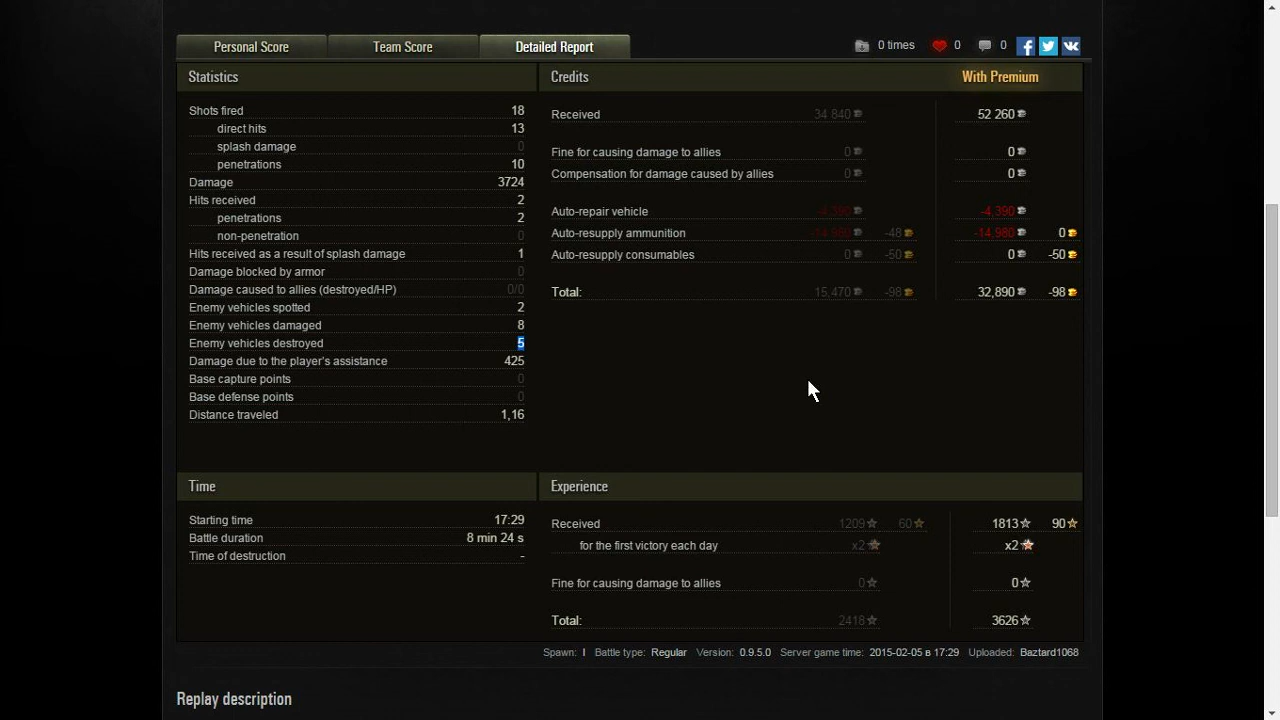 Personal Score Team Score Detailed Report 0 times 0 0
Statistics Credits With Premium
Shots fired 18
direct hits 13
splash damage 0
penetrations 10
Damage 3724
Hits received 2
penetrations 2
non-penetration 0
Hits received as a result of splash damage 1
Damage blocked by armor 0
Damage caused to allies (destroyed/HP) 0/0
Enemy vehicles spotted 2
Enemy vehicles damaged 8
Enemy vehicles destroyed 5
Damage due to the player's assistance 425
Base capture points 0
Base defense points 0
Distance traveled 1,16
Received 34 840 52 260
Fine for causing damage to allies 0 0
Compensation for damage caused by allies 0 0
Auto-repair vehicle -4,390 -4,390
Auto-resupply ammunition -14,980 -48 -14,980 0
Auto-resupply consumables 0 -50 0 -50
Total: 15,470 -98 32,890 -98
Time
Starting time 17:29
Battle duration 8 min 24 s
Time of destruction -
Experience
Received 1209 60 1813 90
for the first victory each day x2 x2
Fine for causing damage to allies 0 0
Total: 2418 3626
Spawn: I Battle type: Regular Version: 0.9.5.0 Server game time: 2015-02-05 в 17:29 Uploaded: Baztard1068
Replay description